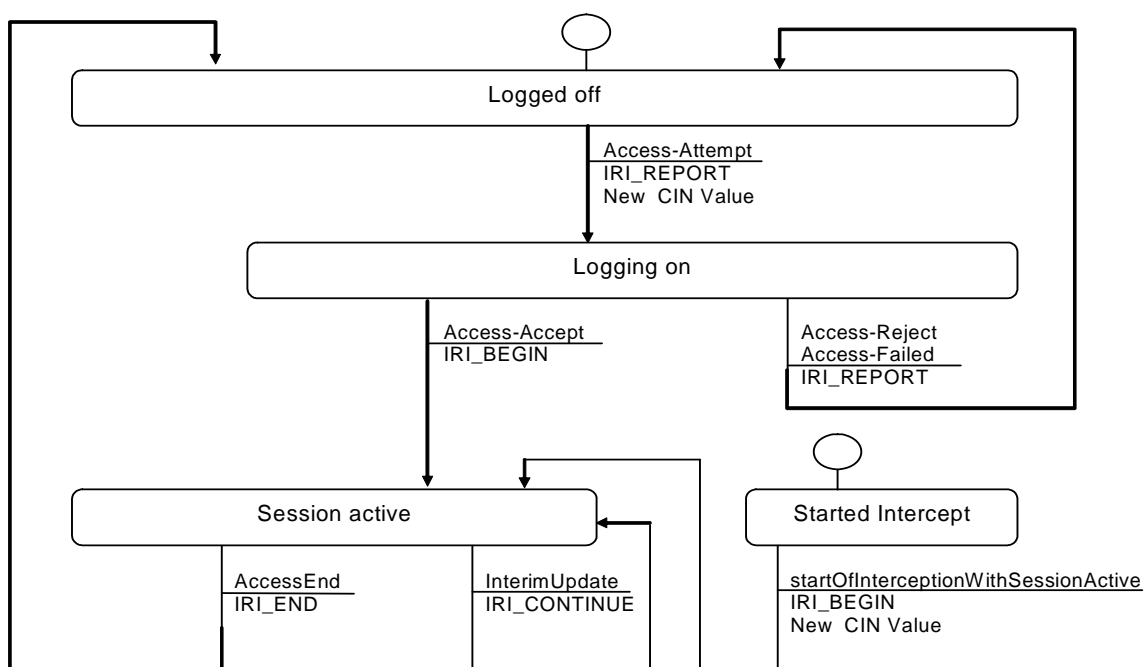 Logged off
Access-Attempt
IRI_REPORT
New CIN Value
Logging on
Access-Accept
IRI_BEGIN
Access-Reject
Access-Failed
IRI_REPORT
Session active
Started Intercept
AccessEnd
IRI_END
InterimUpdate
IRI_CONTINUE
startOfInterceptionWithSessionActive
IRI_BEGIN
New CIN Value